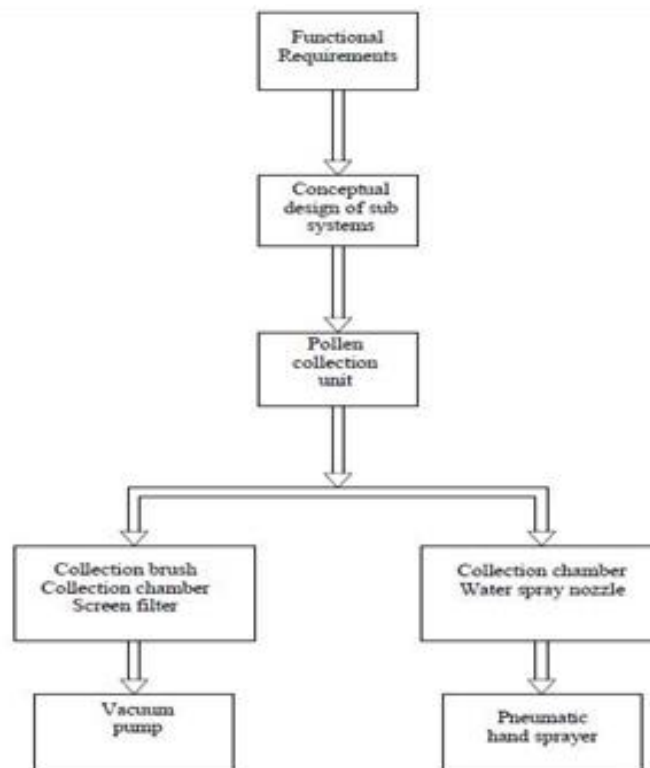 Functional
Requirements
Conceptual
design of sub
systems
Pollen
collection
unit
Collection brush
Collection chamber
Screen filter
Collection chamber
Water spray nozzle
Vacuum
pump
Pneumatic
hand sprayer